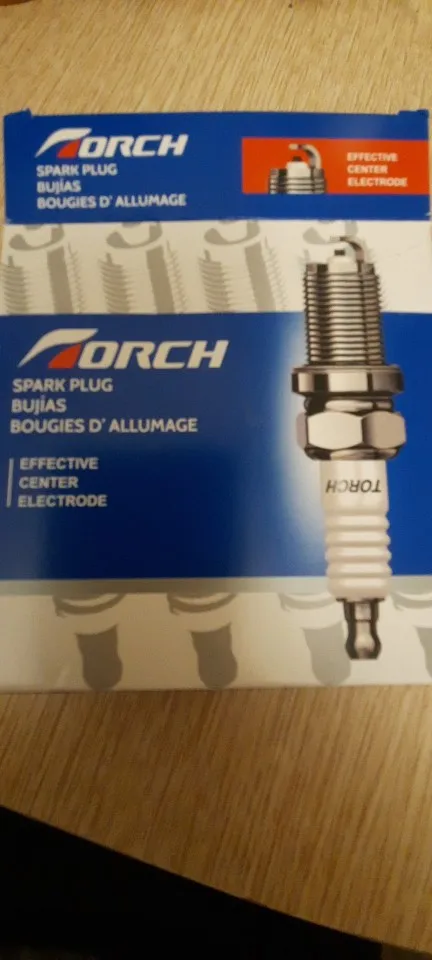 TORCH
SPARK PLUG
BUJÍAS
BOUGIES D' ALLUMAGE
EFFECTIVE
CENTER
ELECTRODE
TORCH
SPARK PLUG
BUJÍAS
BOUGIES D' ALLUMAGE
EFFECTIVE
CENTER
ELECTRODE
TORCH